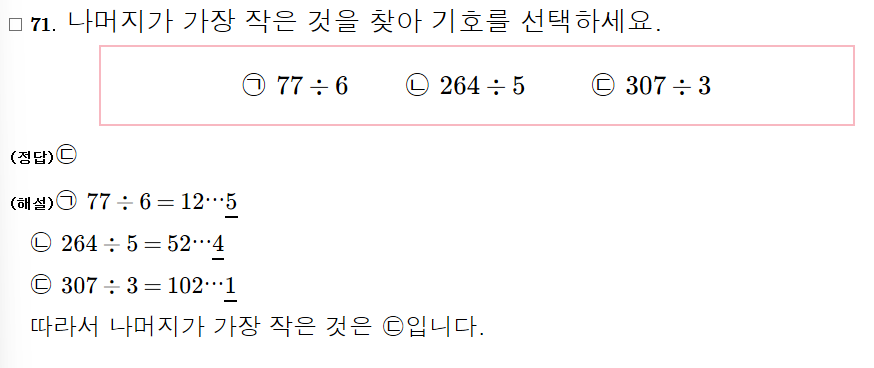 □ 71. 나머지가 가장 작은 것을 찾아 기호를 선택하세요.
㉠ 77 ÷ 6 ㉡ 264 ÷ 5 ㉢ 307 ÷ 3
(정답)㉢
(해설)㉠ 77 ÷ 6 = 12⋯5
㉡ 264 ÷ 5 = 52⋯4
㉢ 307 ÷ 3 = 102⋯1
따라서 나머지가 가장 작은 것은 ㉢입니다.